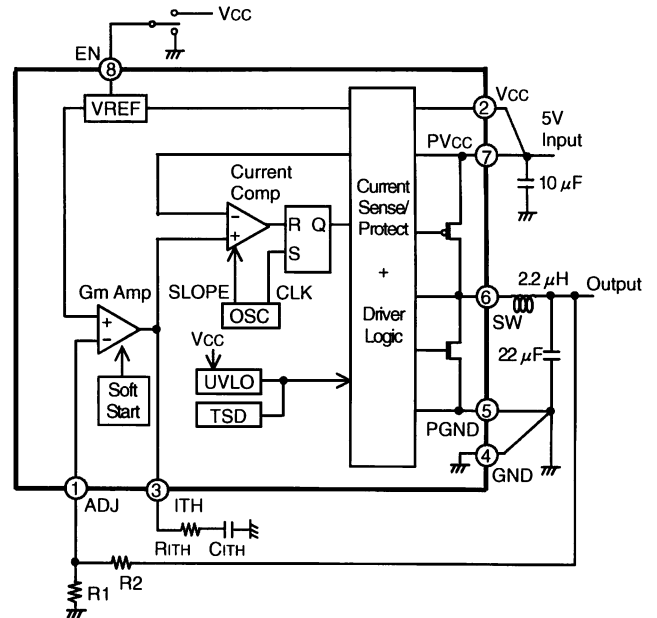 VCC
EN
8
VREF
2
VCC
5V
Input
PVCC
7
10 μF
Current
Comp
Current
Sense/
Protect
+
Driver
Logic
−
+
R
Q
S
SLOPE
CLK
OSC
Gm Amp
+
−
Soft
Start
VCC
UVLO
TSD
2.2 μH
Output
6
SW
22 μF
5
PGND
4
GND
1
ADJ
3
ITH
RITH
CITH
R2
R1